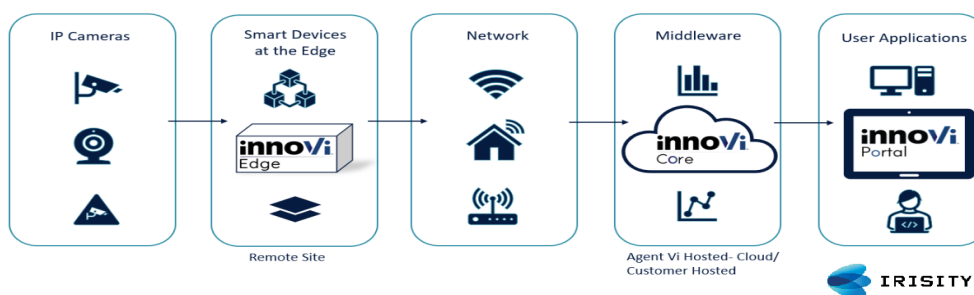 IP Cameras
Smart Devices
at the Edge
Network
Middleware
User Applications
innoVi
Edge
innoVi
Core
innoVi
Portal
</>
Remote Site
Agent Vi Hosted- Cloud/
Customer Hosted
IRISITY